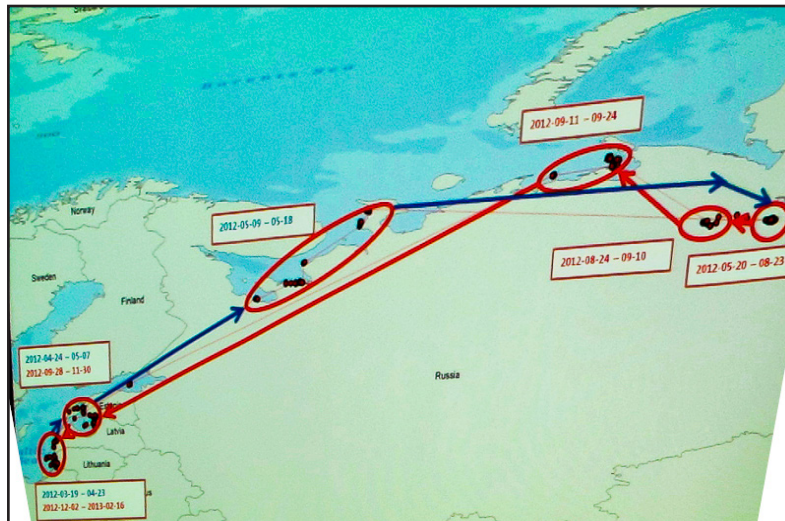 2012-09-11 – 09-24
Norway
2012-05-09 – 05-18
2012-08-24 – 09-10
2012-05-20 – 08-23
Sweden
Finland
2012-04-24 – 05-07
2012-09-28 – 11-30
Russia
Estonia
Latvia
Lithuania
2012-03-19 – 04-23
2012-12-02 – 2013-02-16